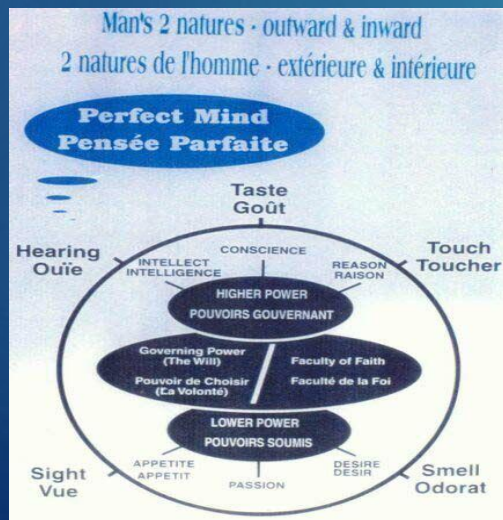 Man's 2 natures · outward & inward
2 natures de l'homme · extérieure & intérieure
Perfect Mind
Pensée Parfaite
Taste
Goût
Hearing
Ouïe
Touch
Toucher
INTELLECT
INTELLIGENCE
CONSCIENCE
REASON
RAISON
HIGHER POWER
POUVOIRS GOUVERNANT
Governing Power
(The Will)
Pouvoir de Choisir
(La Volonté)
Faculty of Faith
Faculté de la Foi
LOWER POWER
POUVOIRS SOUMIS
APPETITE
APPETIT
PASSION
DESIRE
DESIR
Sight
Vue
Smell
Odorat